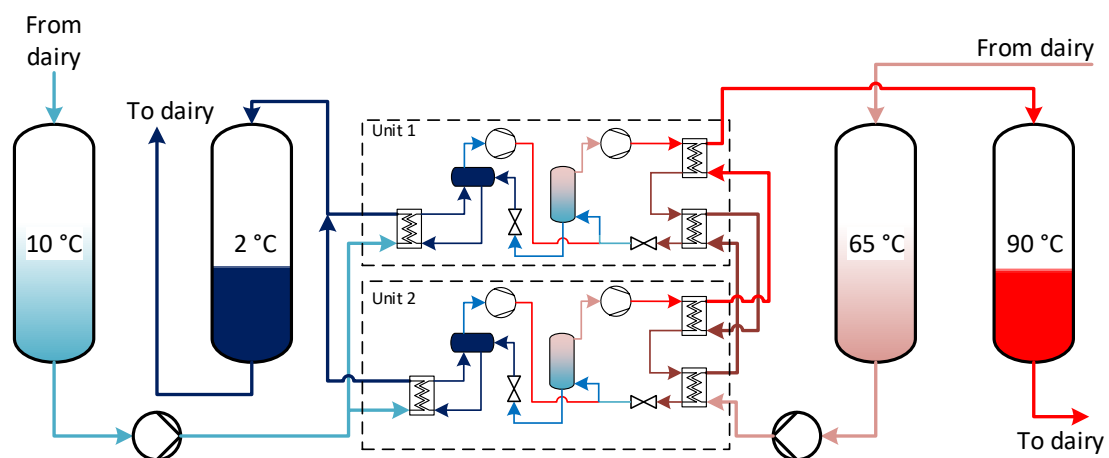 From
dairy
From dairy
To dairy
Unit 1
10 °C
2 °C
65 °C
90 °C
Unit 2
To dairy